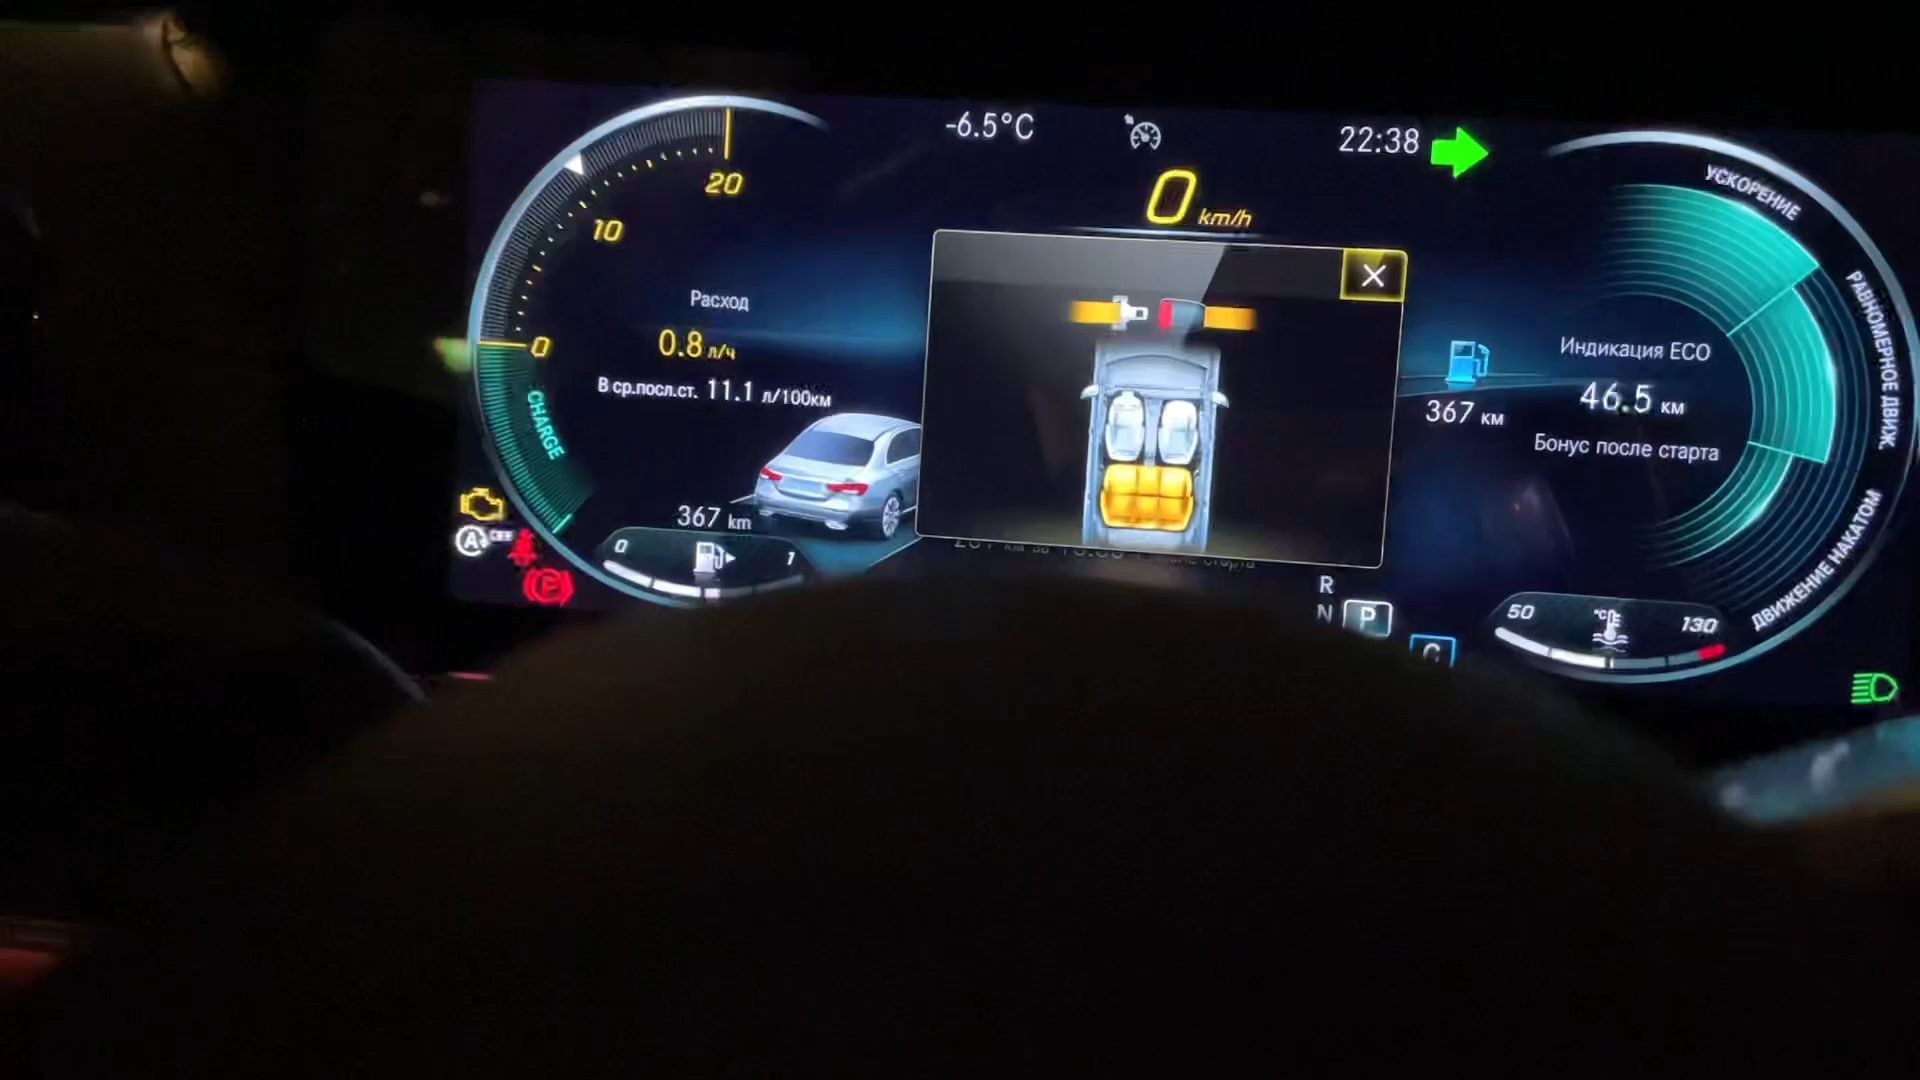 -6.5°C
22:38
0 km/h
20
10
0
CHARGE
Расход
0.8 л/ч
В ср.посл.ст. 11.1 л/100км
367 km
0
1
A OFF
P
367 км
Индикация ECO
46.5 км
Бонус после старта
УСКОРЕНИЕ
РАВНОМЕРНОЕ ДВИЖ.
ДВИЖЕНИЕ НАКАТОМ
R
N
P
C
50
°C
130